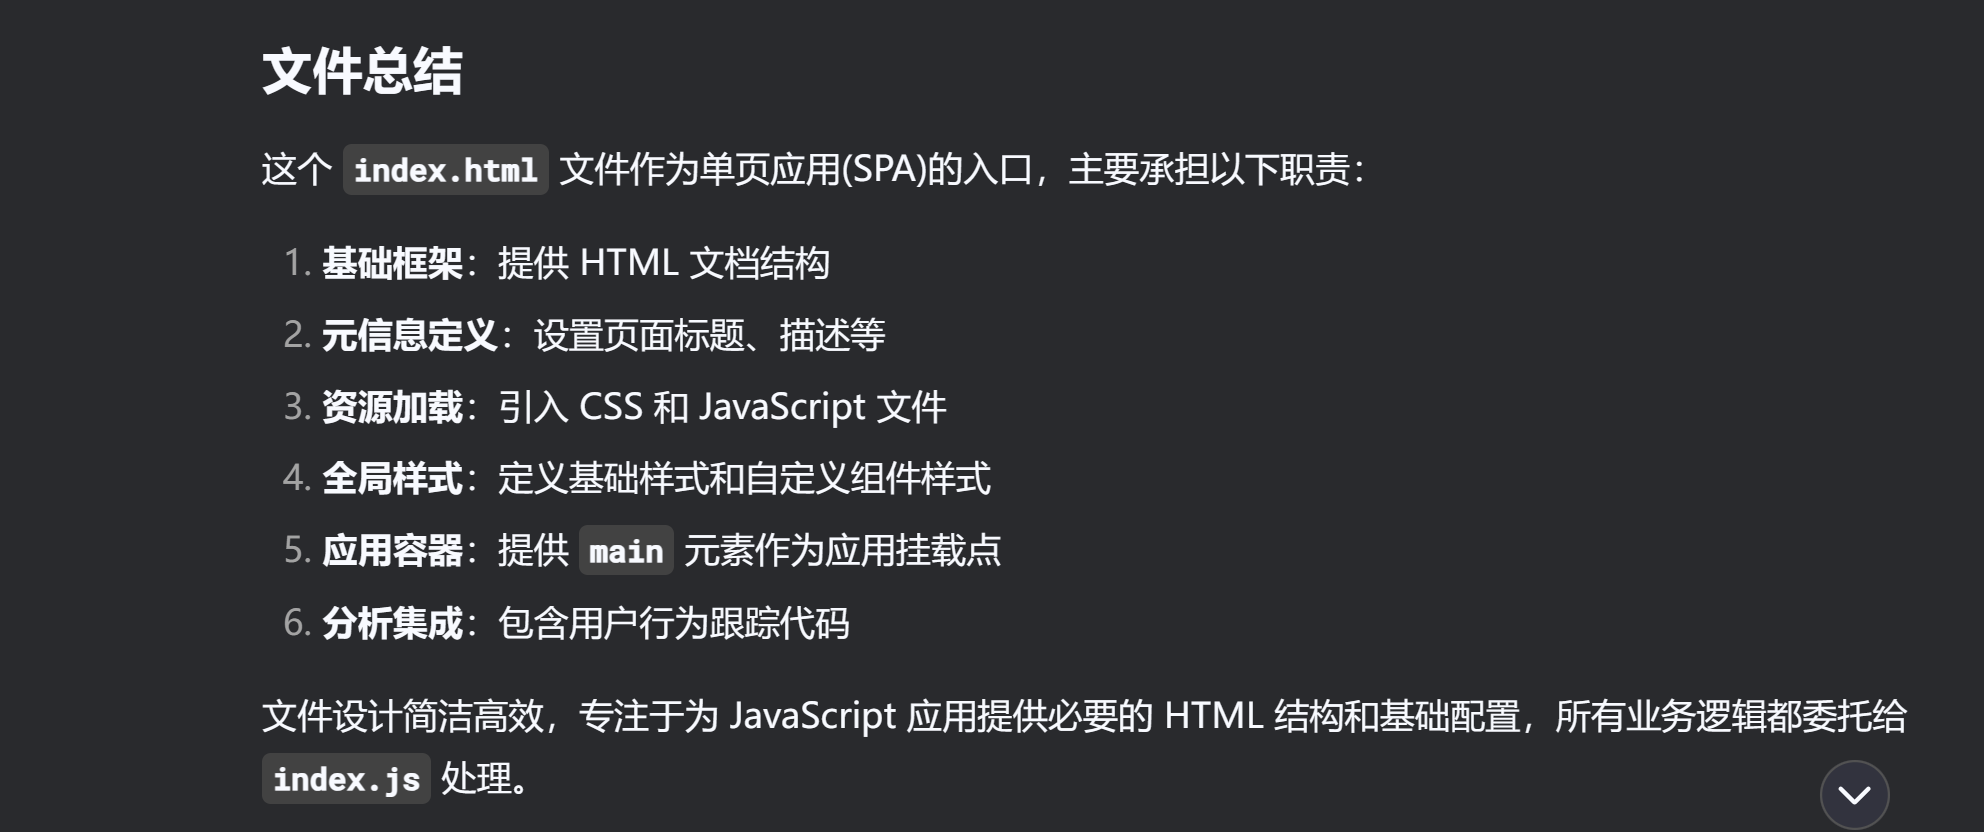 文件总结
这个 index.html 文件作为单页应用(SPA)的入口，主要承担以下职责：
1. 基础框架：提供 HTML 文档结构
2. 元信息定义：设置页面标题、描述等
3. 资源加载：引入 CSS 和 JavaScript 文件
4. 全局样式：定义基础样式和自定义组件样式
5. 应用容器：提供 main 元素作为应用挂载点
6. 分析集成：包含用户行为跟踪代码
文件设计简洁高效，专注于为 JavaScript 应用提供必要的 HTML 结构和基础配置，所有业务逻辑都委托给
index.js 处理。